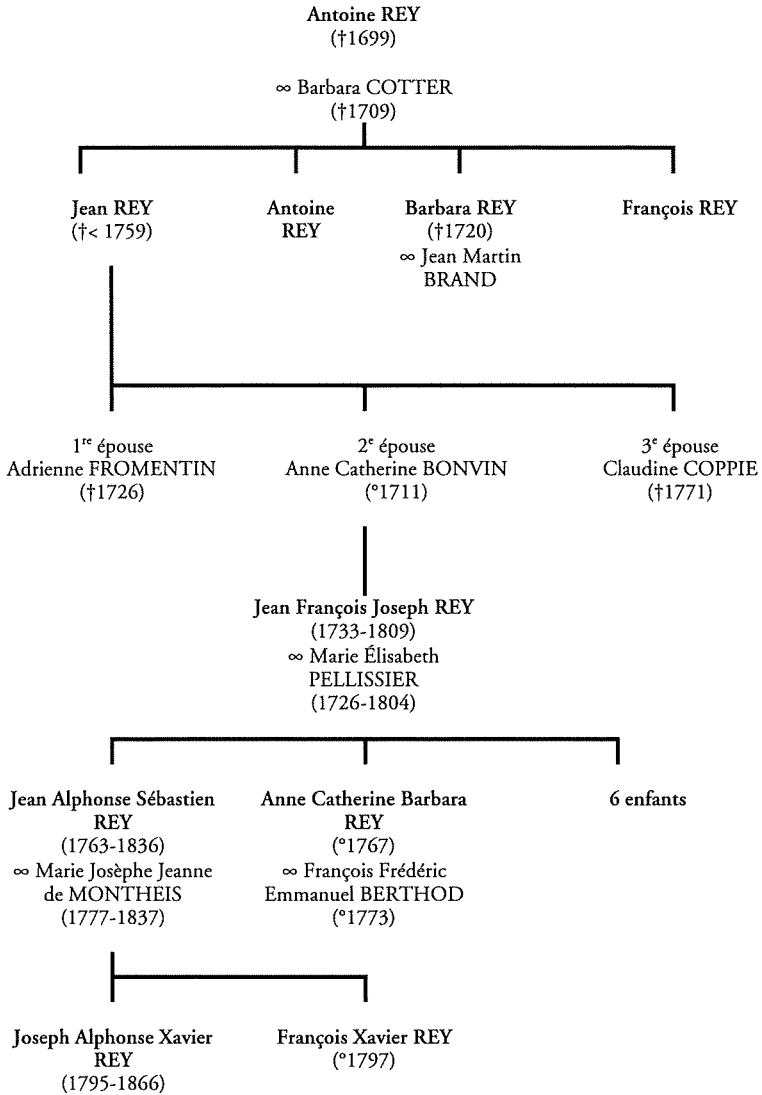 Antoine REY
(†1699)
∞ Barbara COTTER
(†1709)
Jean REY
(†< 1759)
Antoine
REY
Barbara REY
(†1720)
∞ Jean Martin
BRAND
François REY
1re épouse
Adrienne FROMENTIN
(†1726)
2e épouse
Anne Catherine BONVIN
(°1711)
3e épouse
Claudine COPPIE
(†1771)
Jean François Joseph REY
(1733-1809)
∞ Marie Élisabeth
PELLISSIER
(1726-1804)
Jean Alphonse Sébastien
REY
(1763-1836)
∞ Marie Josèphe Jeanne
de MONTHEIS
(1777-1837)
Anne Catherine Barbara
REY
(°1767)
∞ François Frédéric
Emmanuel BERTHOD
(°1773)
6 enfants
Joseph Alphonse Xavier
REY
(1795-1866)
François Xavier REY
(°1797)